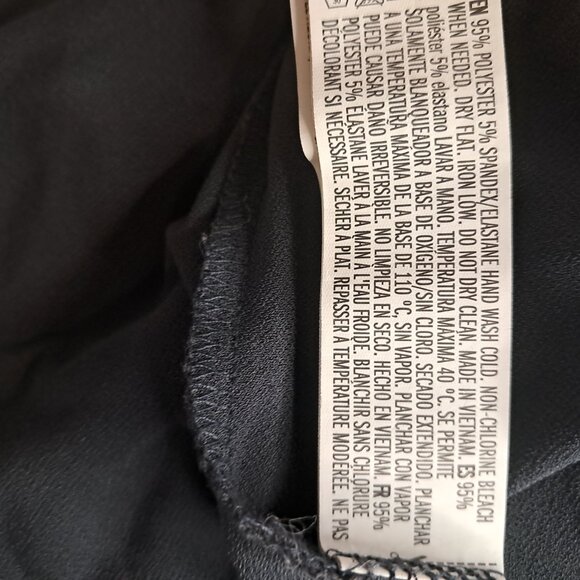 EN 95% POLYESTER 5% SPANDEX/ELASTANE HAND WASH COLD. NON-CHLORINE BLEACH
WHEN NEEDED. DRY FLAT. IRON LOW. DO NOT DRY CLEAN. MADE IN VIETNAM. ES 95%
poliéster 5% elastano LAVAR A MANO. TEMPERATURA MÁXIMA 40 ºC. SE PERMITE
SOLAMENTE BLANQUEADOR A BASE DE OXÍGENO/SIN CLORO. SECADO EXTENDIDO. PLANCHAR
A UNA TEMPERATURA MÁXIMA DE LA BASE DE 110 ºC, SIN VAPOR. PLANCHAR CON VAPOR
PUEDE CAUSAR DAÑO IRREVERSIBLE. NO LIMPIEZA EN SECO. HECHO EN VIETNAM. FR 95%
POLYESTER 5% ÉLASTANE LAVER À LA MAIN À L'EAU FROIDE. BLANCHIR SANS CHLORURE
DÉCOLORANT SI NÉCESSAIRE. SÉCHER À PLAT. REPASSER À TEMPÉRATURE MODÉRÉE. NE PAS